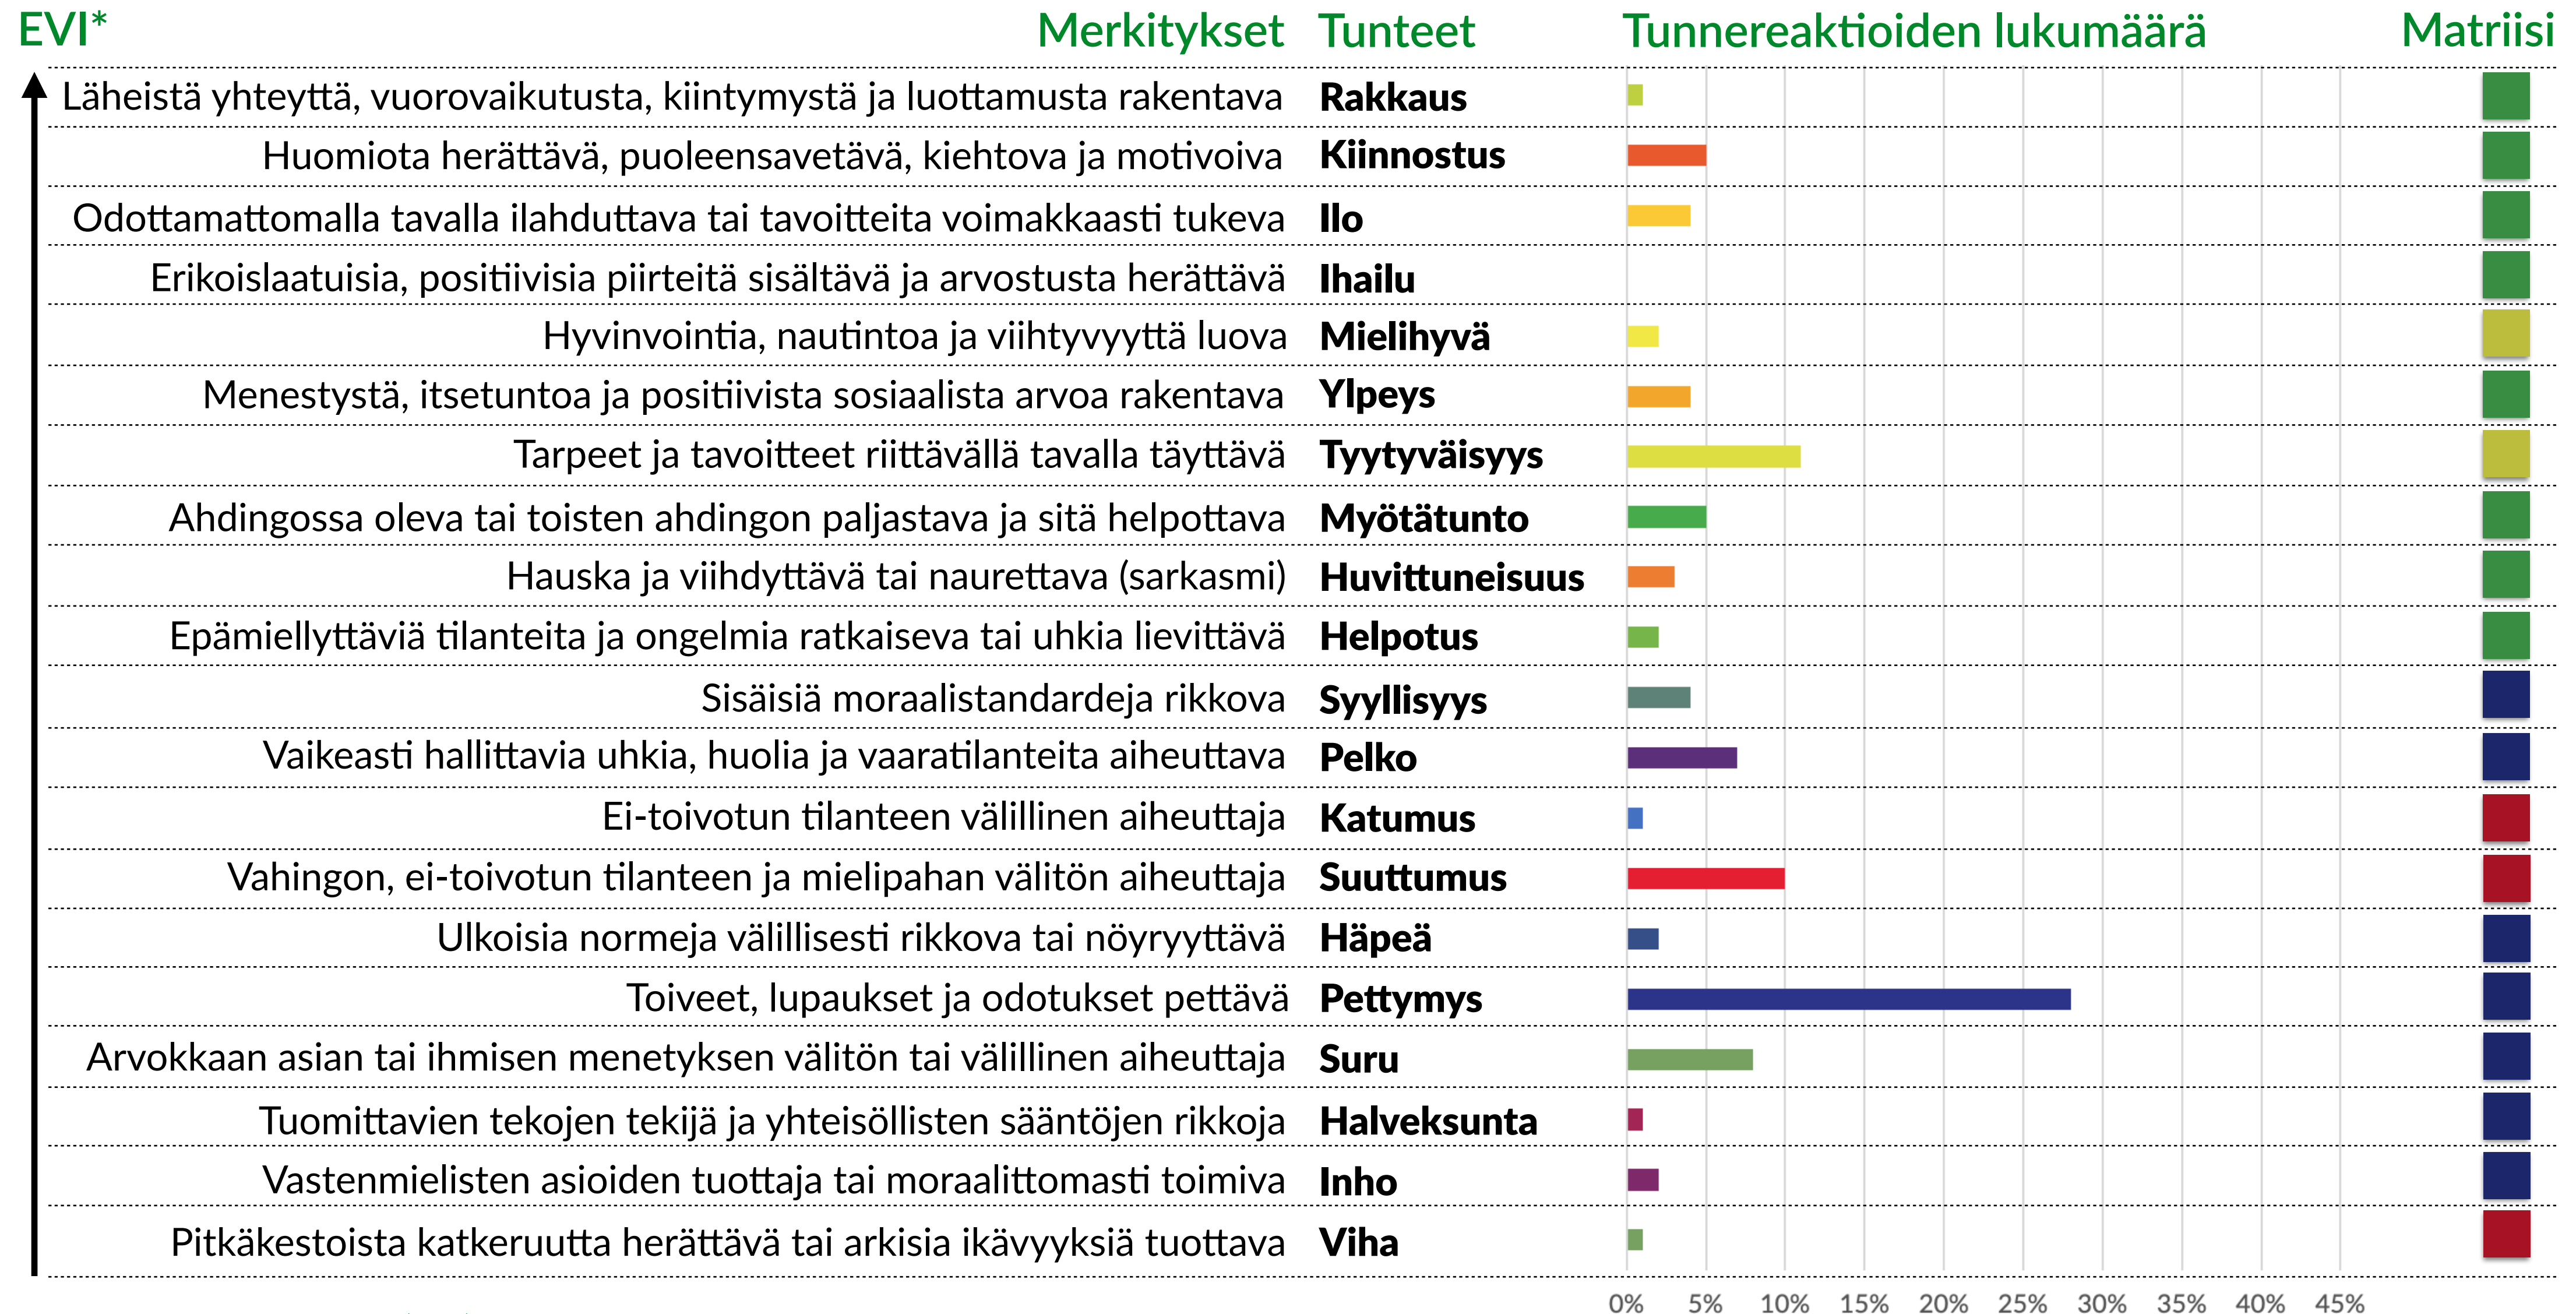 EVI* Merkitykset Tunteet Tunnereaktioiden lukumäärä Matriisi
Läheistä yhteyttä, vuorovaikutusta, kiintymystä ja luottamusta rakentava Rakkaus
Huomiota herättävä, puoleensavetävä, kiehtova ja motivoiva Kiinnostus
Odottamattomalla tavalla ilahduttava tai tavoitteita voimakkaasti tukeva Ilo
Erikoislaatuisia, positiivisia piirteitä sisältävä ja arvostusta herättävä Ihailu
Hyvinvointia, nautintoa ja viihtyvyyttä luova Mielihyvä
Menestystä, itsetuntoa ja positiivista sosiaalista arvoa rakentava Ylpeys
Tarpeet ja tavoitteet riittävällä tavalla täyttävä Tyytyväisyys
Ahdingossa oleva tai toisten ahdingon paljastava ja sitä helpottava Myötätunto
Hauska ja viihdyttävä tai naurettava (sarkasmi) Huvittuneisuus
Epämiellyttäviä tilanteita ja ongelmia ratkaiseva tai uhkia lievittävä Helpotus
Sisäisiä moraalistandardeja rikkova Syyllisyys
Vaikeasti hallittavia uhkia, huolia ja vaaratilanteita aiheuttava Pelko
Ei-toivotun tilanteen välillinen aiheuttaja Katumus
Vahingon, ei-toivotun tilanteen ja mielipahan välitön aiheuttaja Suuttumus
Ulkoisia normeja välillisesti rikkova tai nöyryyttävä Häpeä
Toiveet, lupaukset ja odotukset pettävä Pettymys
Arvokkaan asian tai ihmisen menetyksen välitön tai välillinen aiheuttaja Suru
Tuomittavien tekojen tekijä ja yhteisöllisten sääntöjen rikkoja Halveksunta
Vastenmielisten asioiden tuottaja tai moraalittomasti toimiva Inho
Pitkäkestoista katkeruutta herättävä tai arkisia ikävyyksiä tuottava Viha
0% 5% 10% 15% 20% 25% 30% 35% 40% 45%